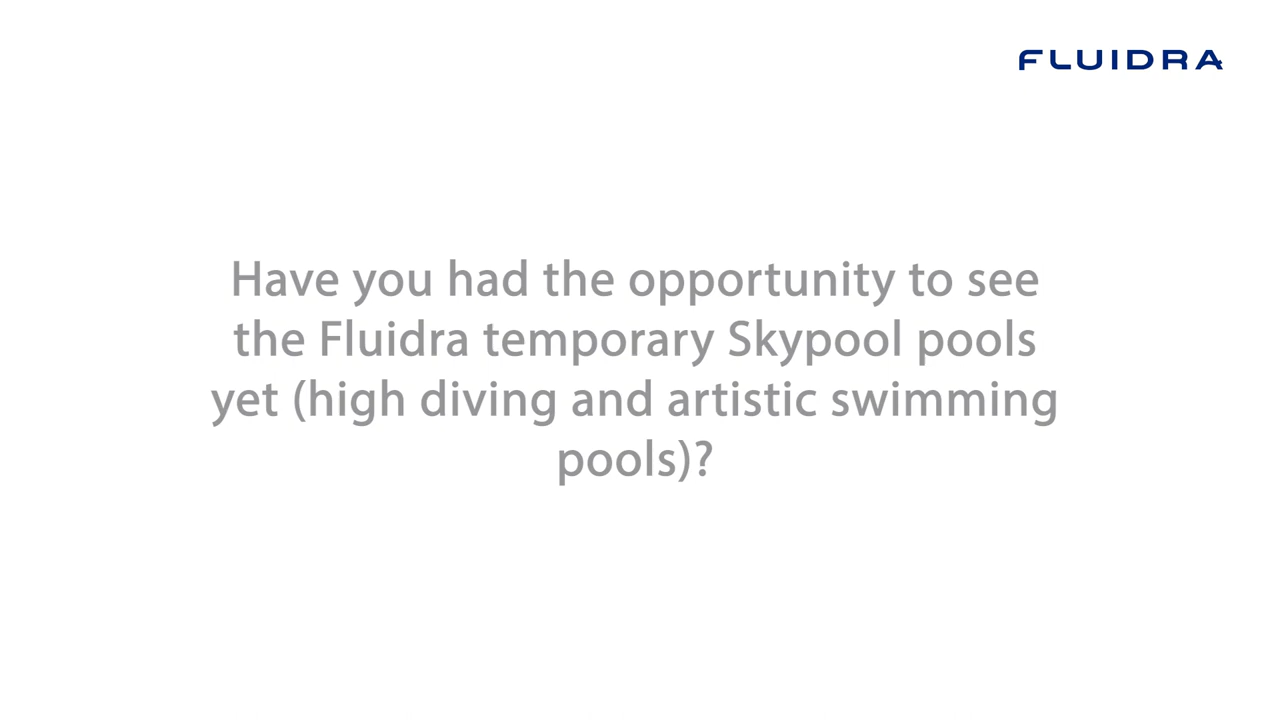 FLUIDRA
Have you had the opportunity to see
the Fluidra temporary Skypool pools
yet (high diving and artistic swimming
pools)?